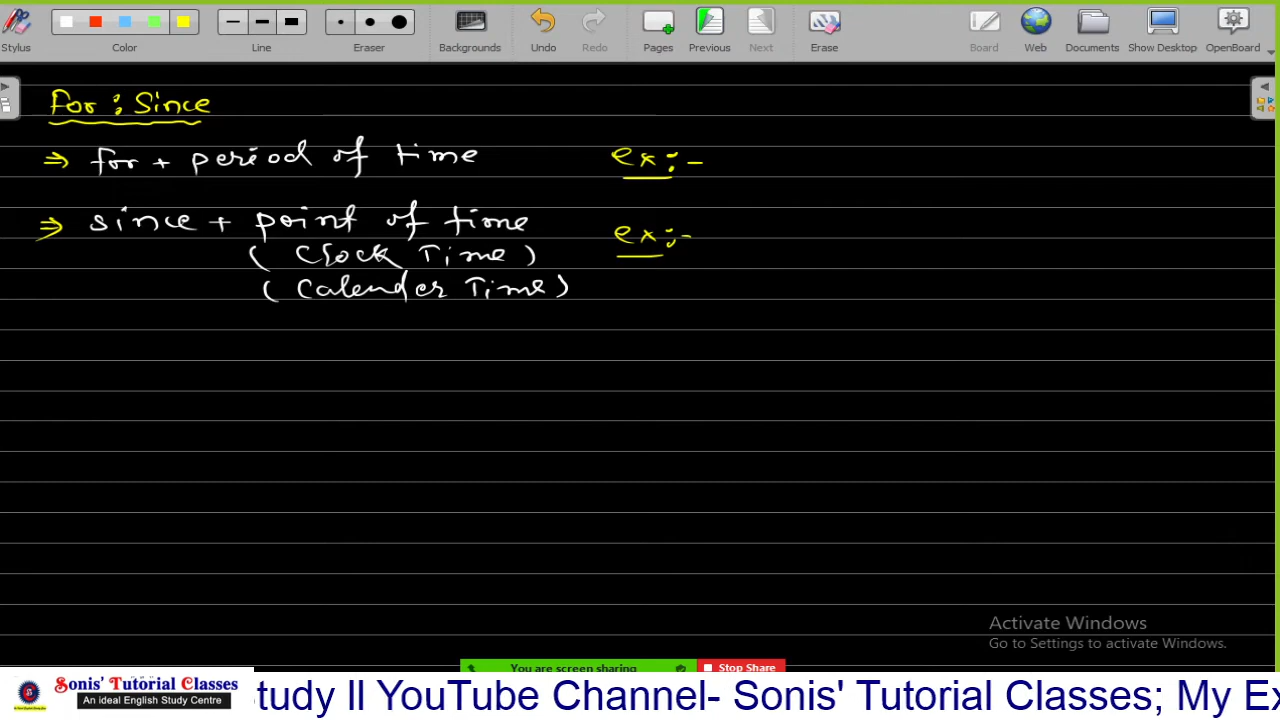 Stylus Color Line Eraser Backgrounds Undo Redo Pages Previous Next Erase Board Web Documents Show Desktop OpenBoard
For : Since
⇒ for + period of time ex:-
⇒ since + point of time ex:-
( Clock Time )
( Calender Time )
Activate Windows
Go to Settings to activate Windows.
You are screen sharing Stop Share
Sonis' Tutorial Classes
An ideal English Study Centre
tudy II YouTube Channel- Sonis' Tutorial Classes; My Ex